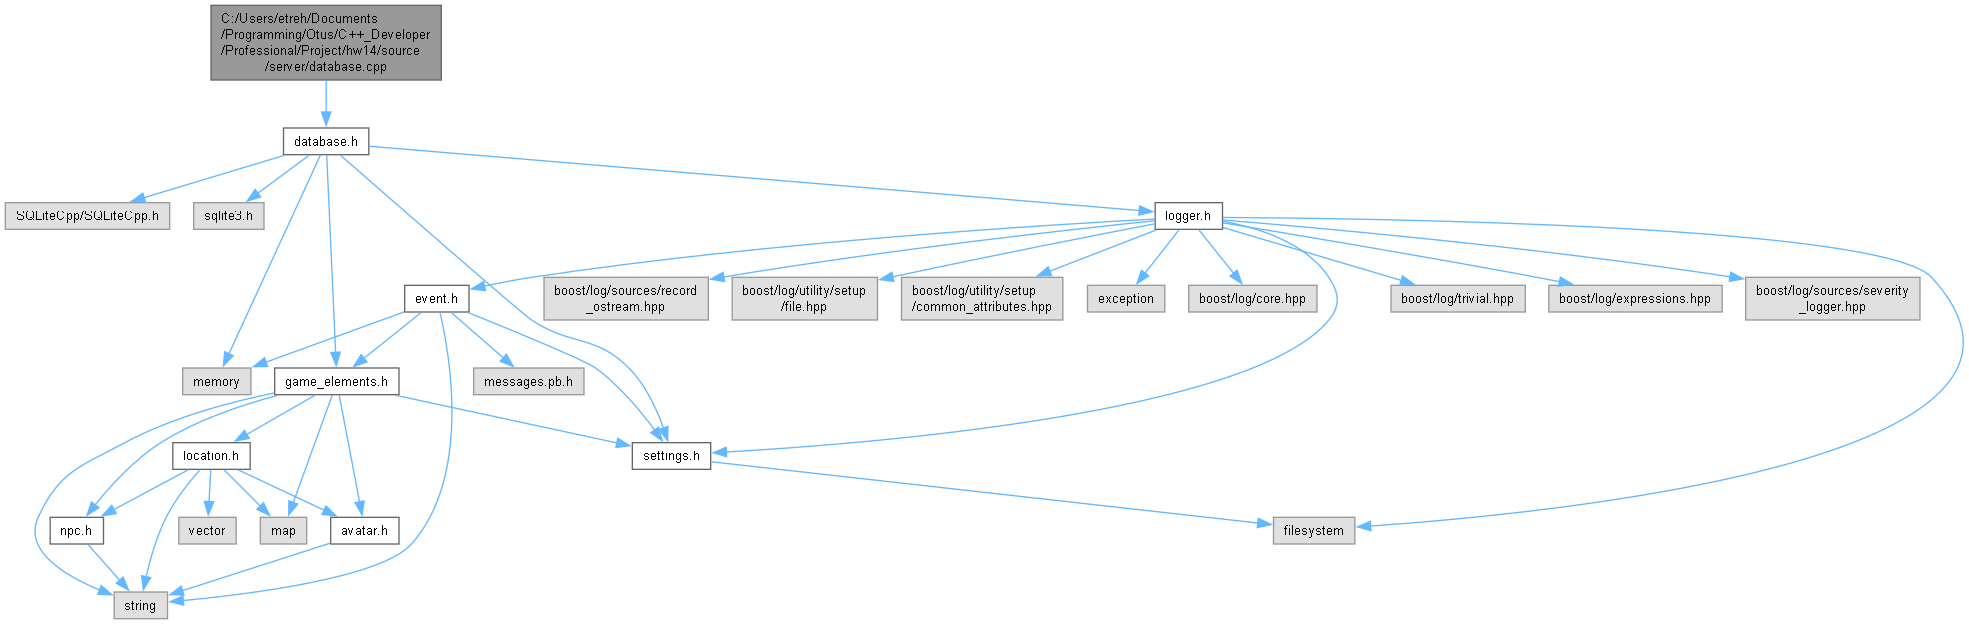 C:/Users/etreh/Documents
/Programming/Otus/C++_Developer
/Professional/Project/hw14/source
/server/database.cpp
database.h
SQLiteCpp/SQLiteCpp.h
sqlite3.h
logger.h
event.h
boost/log/sources/record
_ostream.hpp
boost/log/utility/setup
/file.hpp
boost/log/utility/setup
/common_attributes.hpp
exception
boost/log/core.hpp
boost/log/trivial.hpp
boost/log/expressions.hpp
boost/log/sources/severity
_logger.hpp
memory
game_elements.h
messages.pb.h
location.h
settings.h
npc.h
vector
map
avatar.h
filesystem
string